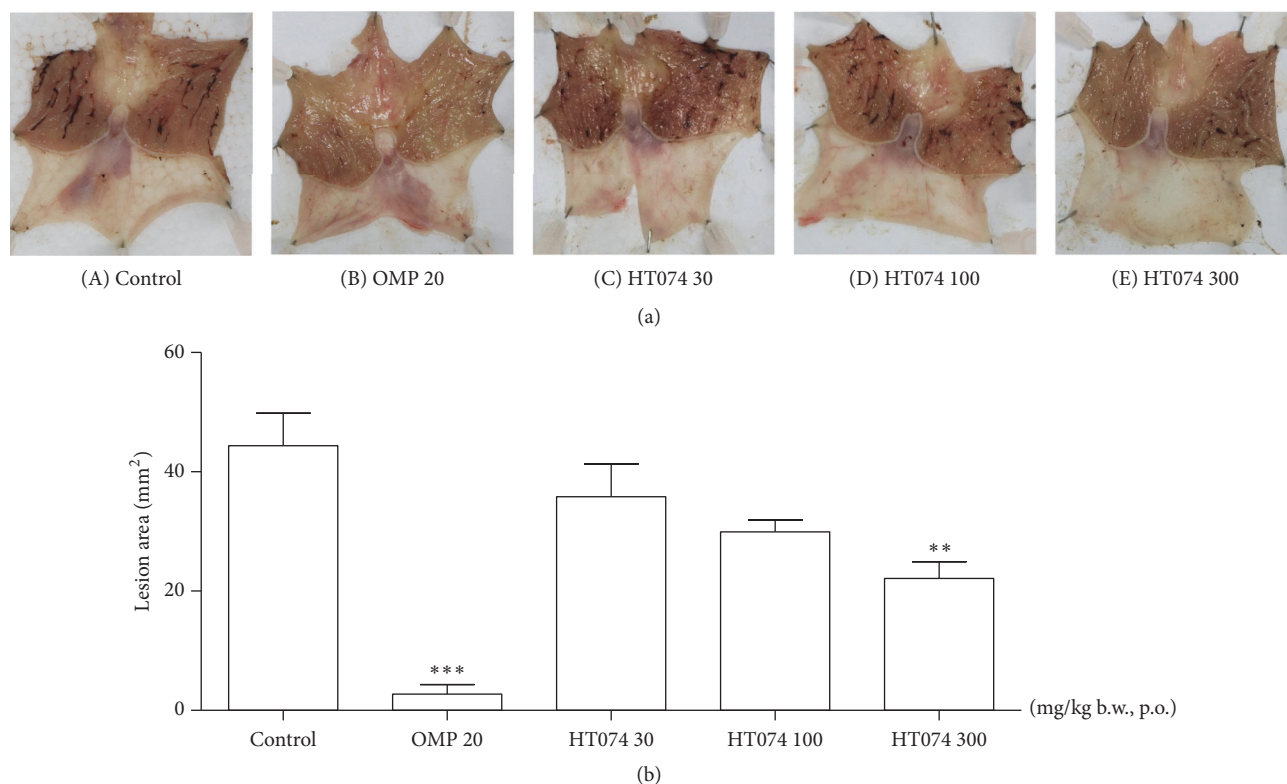 (A) Control
(B) OMP 20
(C) HT074 30
(D) HT074 100
(E) HT074 300
(a)
60
40
20
0
Lesion area (mm²)
***
**
Control
OMP 20
HT074 30
HT074 100
HT074 300
(mg/kg b.w., p.o.)
(b)